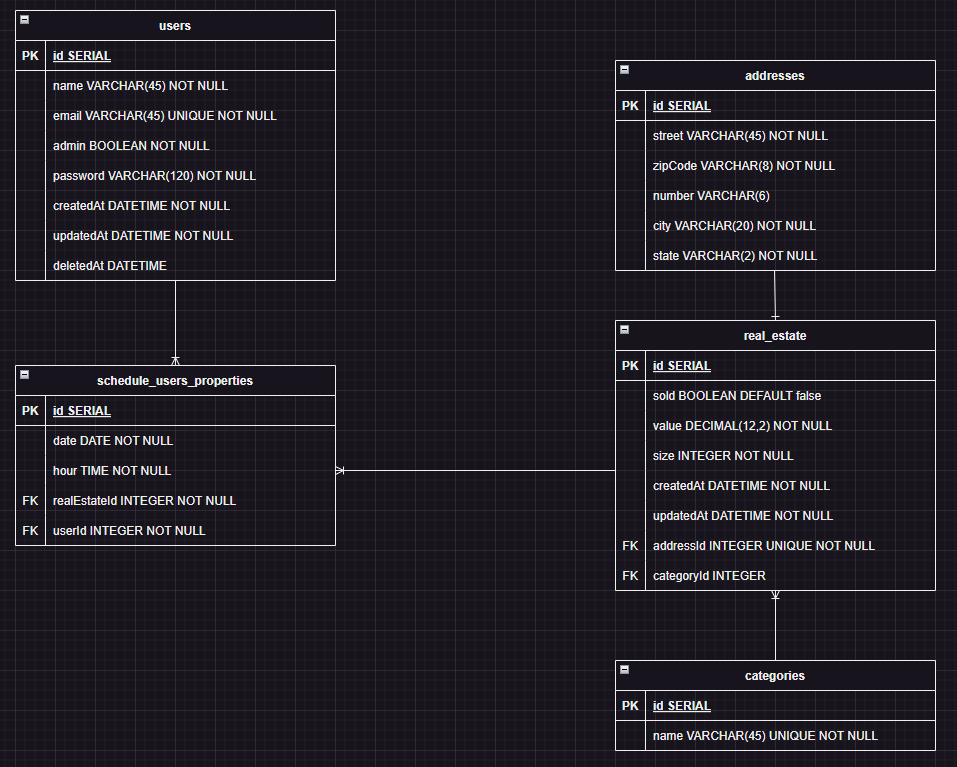 users
PK id SERIAL
name VARCHAR(45) NOT NULL
email VARCHAR(45) UNIQUE NOT NULL
admin BOOLEAN NOT NULL
password VARCHAR(120) NOT NULL
createdAt DATETIME NOT NULL
updatedAt DATETIME NOT NULL
deletedAt DATETIME
schedule_users_properties
PK id SERIAL
date DATE NOT NULL
hour TIME NOT NULL
FK realEstateId INTEGER NOT NULL
FK userId INTEGER NOT NULL
addresses
PK id SERIAL
street VARCHAR(45) NOT NULL
zipCode VARCHAR(8) NOT NULL
number VARCHAR(6)
city VARCHAR(20) NOT NULL
state VARCHAR(2) NOT NULL
real_estate
PK id SERIAL
sold BOOLEAN DEFAULT false
value DECIMAL(12,2) NOT NULL
size INTEGER NOT NULL
createdAt DATETIME NOT NULL
updatedAt DATETIME NOT NULL
FK addressId INTEGER UNIQUE NOT NULL
FK categoryId INTEGER
categories
PK id SERIAL
name VARCHAR(45) UNIQUE NOT NULL